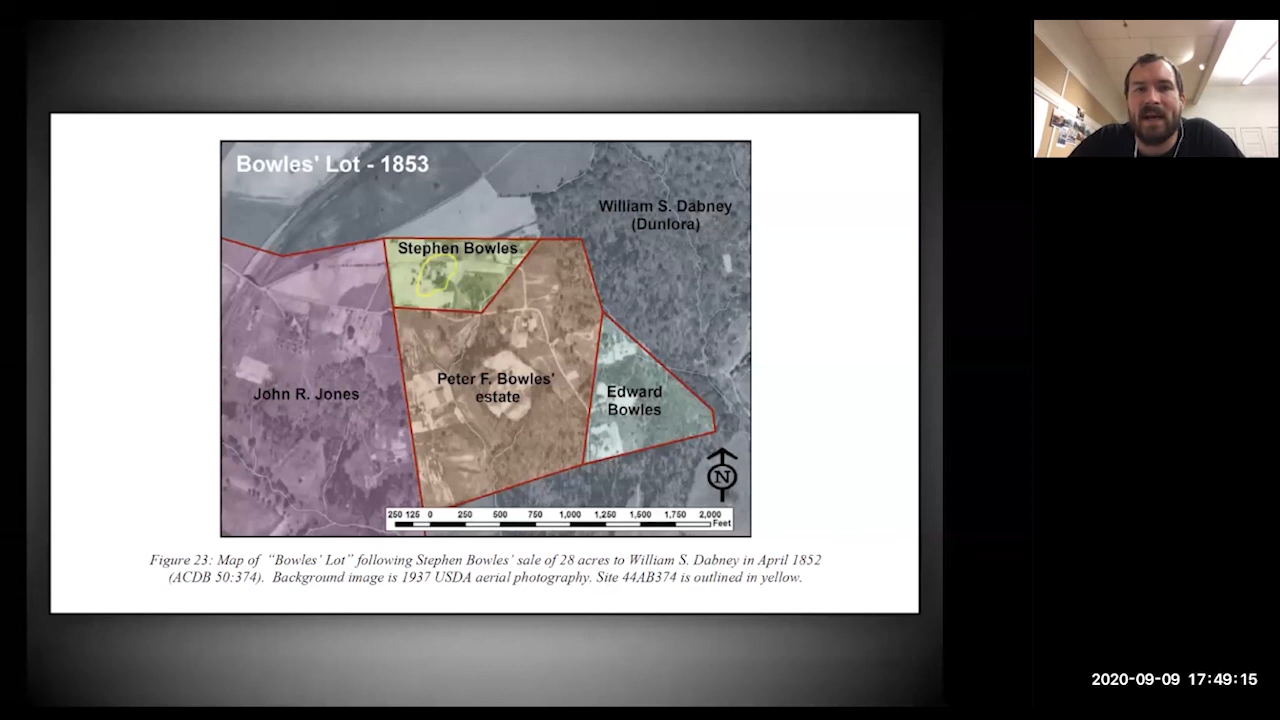 Bowles' Lot - 1853
William S. Dabney
(Dunlora)
Stephen Bowles
Peter F. Bowles'
estate
John R. Jones
Edward
Bowles
N
250 125 0 250 500 750 1,000 1,250 1,500 1,750 2,000
Feet
Figure 23: Map of "Bowles' Lot" following Stephen Bowles' sale of 28 acres to William S. Dabney in April 1852
(ACDB 50:374). Background image is 1937 USDA aerial photography. Site 44AB374 is outlined in yellow.
2020-09-09 17:49:15